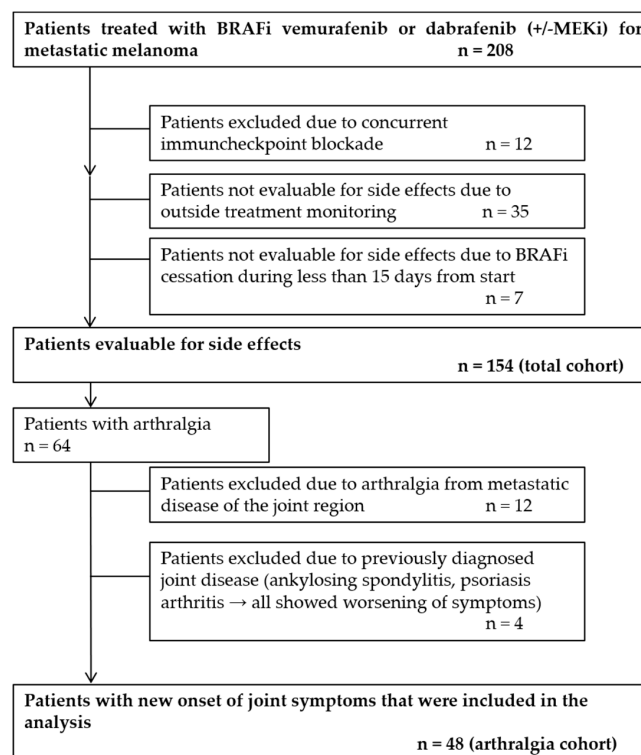 Patients treated with BRAFi vemurafenib or dabrafenib (+/-MEKi) for
metastatic melanoma n = 208
Patients excluded due to concurrent
immuncheckpoint blockade n = 12
Patients not evaluable for side effects due to
outside treatment monitoring n = 35
Patients not evaluable for side effects due to BRAFi
cessation during less than 15 days from start
n = 7
Patients evaluable for side effects
n = 154 (total cohort)
Patients with arthralgia
n = 64
Patients excluded due to arthralgia from metastatic
disease of the joint region n = 12
Patients excluded due to previously diagnosed
joint disease (ankylosing spondylitis, psoriasis
arthritis → all showed worsening of symptoms)
n = 4
Patients with new onset of joint symptoms that were included in the
analysis
n = 48 (arthralgia cohort)